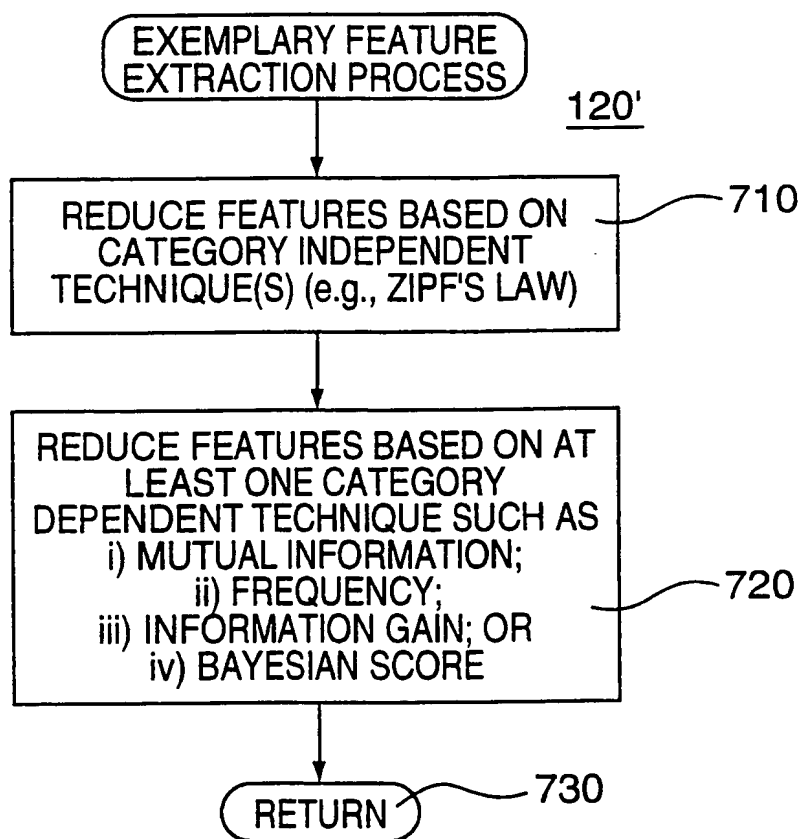 EXEMPLARY FEATURE
EXTRACTION PROCESS
120'
REDUCE FEATURES BASED ON
CATEGORY INDEPENDENT
TECHNIQUE(S) (e.g., ZIPF'S LAW)
710
REDUCE FEATURES BASED ON AT
LEAST ONE CATEGORY
DEPENDENT TECHNIQUE SUCH AS
i) MUTUAL INFORMATION;
ii) FREQUENCY;
iii) INFORMATION GAIN; OR
iv) BAYESIAN SCORE
720
RETURN
730